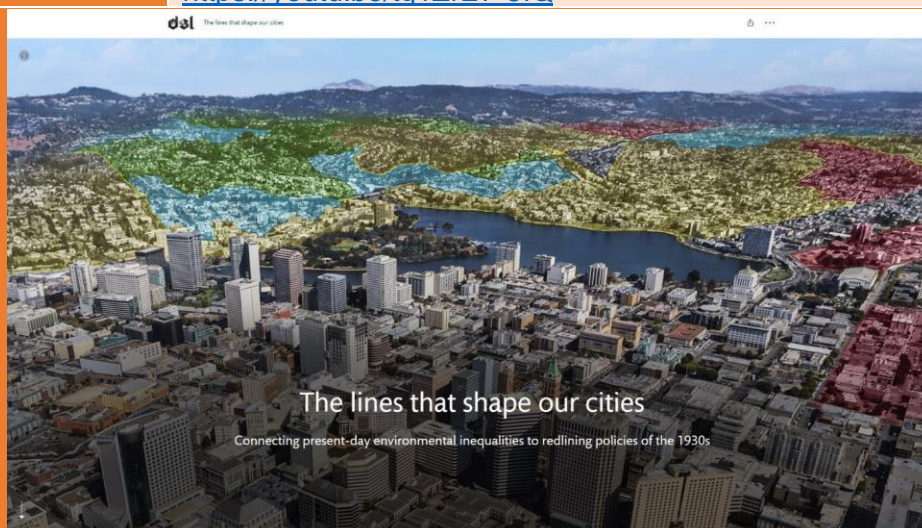 dsl The lines that shape our cities
The lines that shape our cities
Connecting present-day environmental inequalities to redlining policies of the 1930s